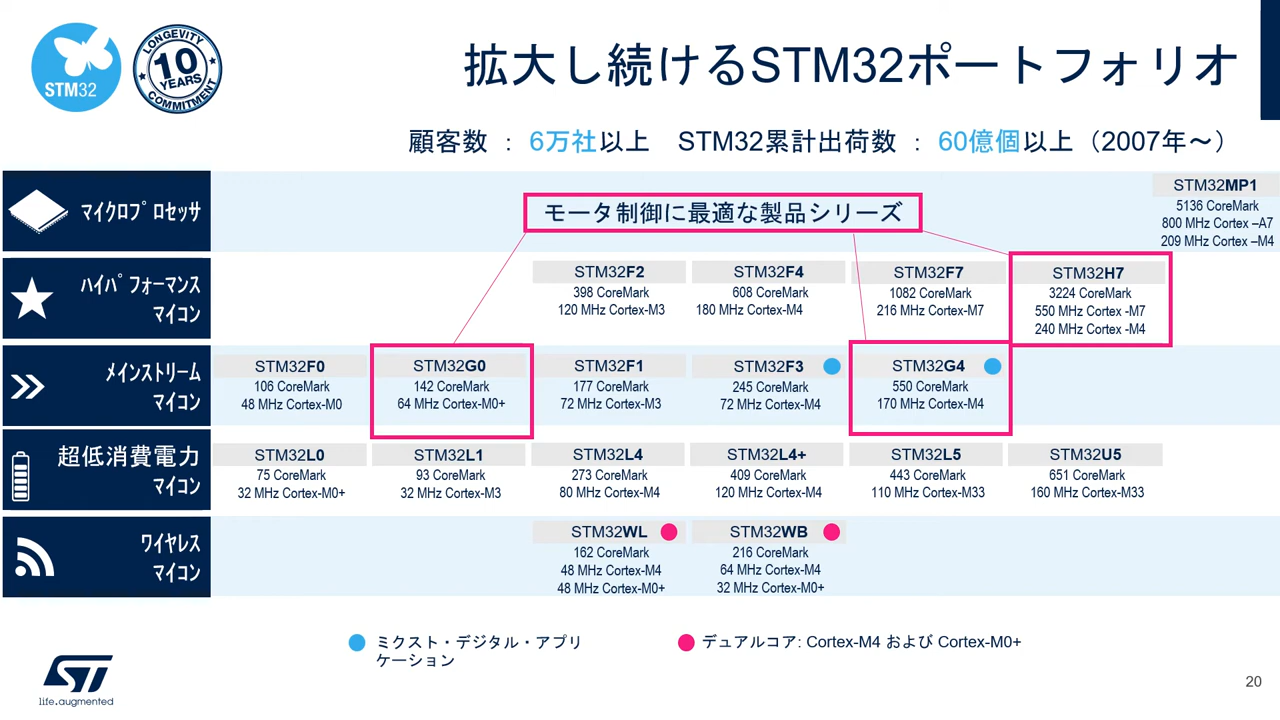 STM32
LONGEVITY
10
YEARS
COMMITMENT
拡大し続けるSTM32ポートフォリオ
顧客数 : 6万社以上 STM32累計出荷数 : 60億個以上（2007年～）
ﾏｲｸﾛﾌﾟﾛｾｯｻ
モータ制御に最適な製品シリーズ
STM32MP1
5136 CoreMark
800 MHz Cortex –A7
209 MHz Cortex –M4
ﾊｲﾊﾟﾌｫｰﾏﾝｽ
ﾏｲｺﾝ
STM32F2
398 CoreMark
120 MHz Cortex-M3
STM32F4
608 CoreMark
180 MHz Cortex-M4
STM32F7
1082 CoreMark
216 MHz Cortex-M7
STM32H7
3224 CoreMark
550 MHz Cortex -M7
240 MHz Cortex -M4
ﾒｲﾝｽﾄﾘｰﾑ
ﾏｲｺﾝ
STM32F0
106 CoreMark
48 MHz Cortex-M0
STM32G0
142 CoreMark
64 MHz Cortex-M0+
STM32F1
177 CoreMark
72 MHz Cortex-M3
STM32F3
245 CoreMark
72 MHz Cortex-M4
STM32G4
550 CoreMark
170 MHz Cortex-M4
超低消費電力
ﾏｲｺﾝ
STM32L0
75 CoreMark
32 MHz Cortex-M0+
STM32L1
93 CoreMark
32 MHz Cortex-M3
STM32L4
273 CoreMark
80 MHz Cortex-M4
STM32L4+
409 CoreMark
120 MHz Cortex-M4
STM32L5
443 CoreMark
110 MHz Cortex-M33
STM32U5
651 CoreMark
160 MHz Cortex-M33
ﾜｲﾔﾚｽ
ﾏｲｺﾝ
STM32WL
162 CoreMark
48 MHz Cortex-M4
48 MHz Cortex-M0+
STM32WB
216 CoreMark
64 MHz Cortex-M4
32 MHz Cortex-M0+
ミクスト・デジタル・アプリ
ケーション
デュアルコア: Cortex-M4 および Cortex-M0+
ST
life.augmented
20